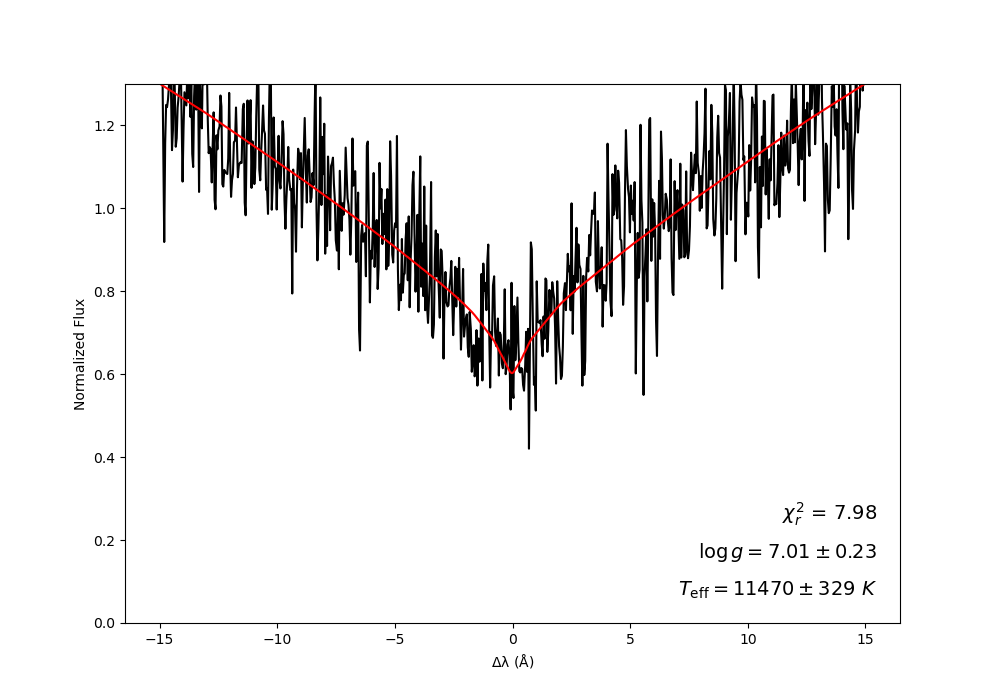 Normalized Flux
1.2
1.0
0.8
0.6
0.4
0.2
0.0
χ²ᵣ = 7.98
log g = 7.01 ± 0.23
T_eff = 11470 ± 329 K
−15
−10
−5
0
5
10
15
Δλ (Å)